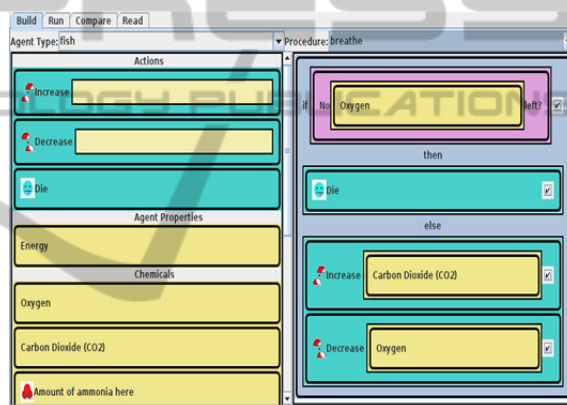 Build Run Compare Read
Agent Type: fish
Procedure: breathe
Actions
Increase
Decrease
Die
Agent Properties
Energy
Chemicals
Oxygen
Carbon Dioxide (CO2)
Amount of ammonia here
if No Oxygen left?
then
Die
else
Increase Carbon Dioxide (CO2)
Decrease Oxygen
PUBLICATIONS